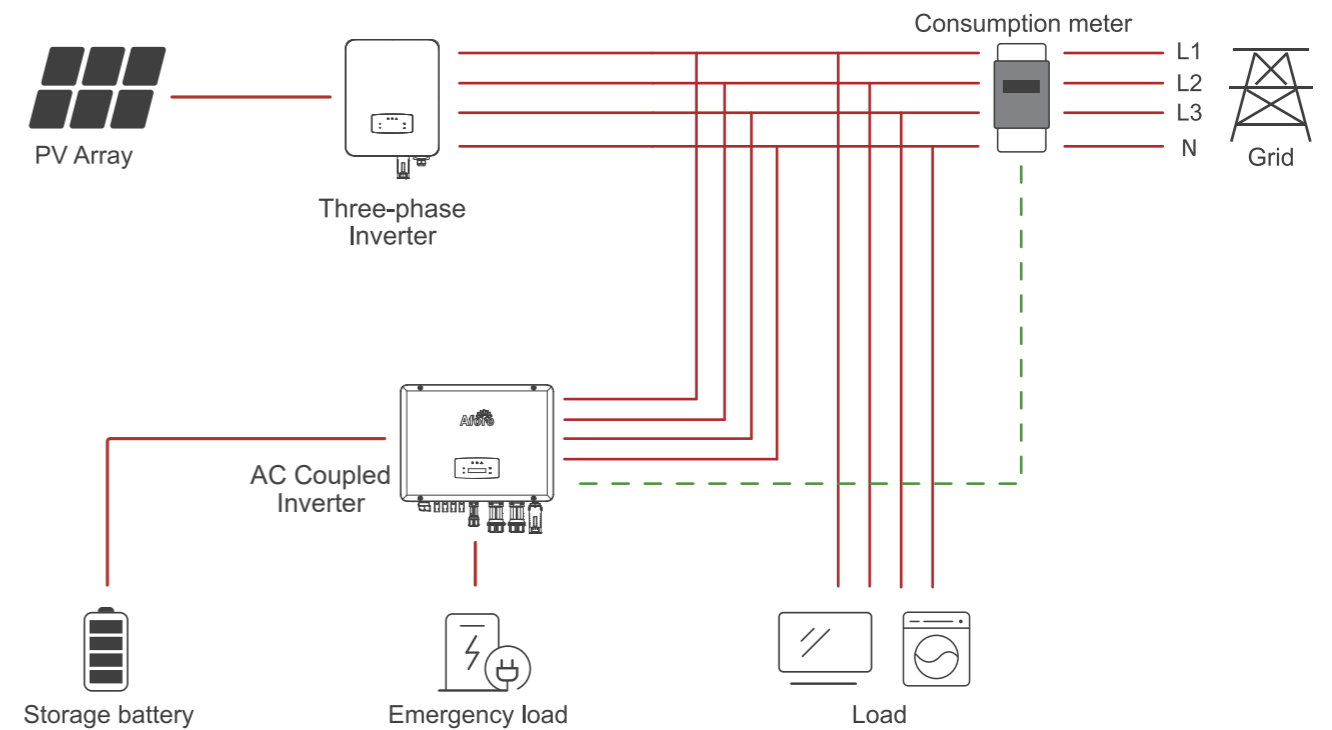 Consumption meter
L1
L2
L3
N
Grid
PV Array
Three-phase
Inverter
Afore
AC Coupled
Inverter
Storage battery
Emergency load
Load